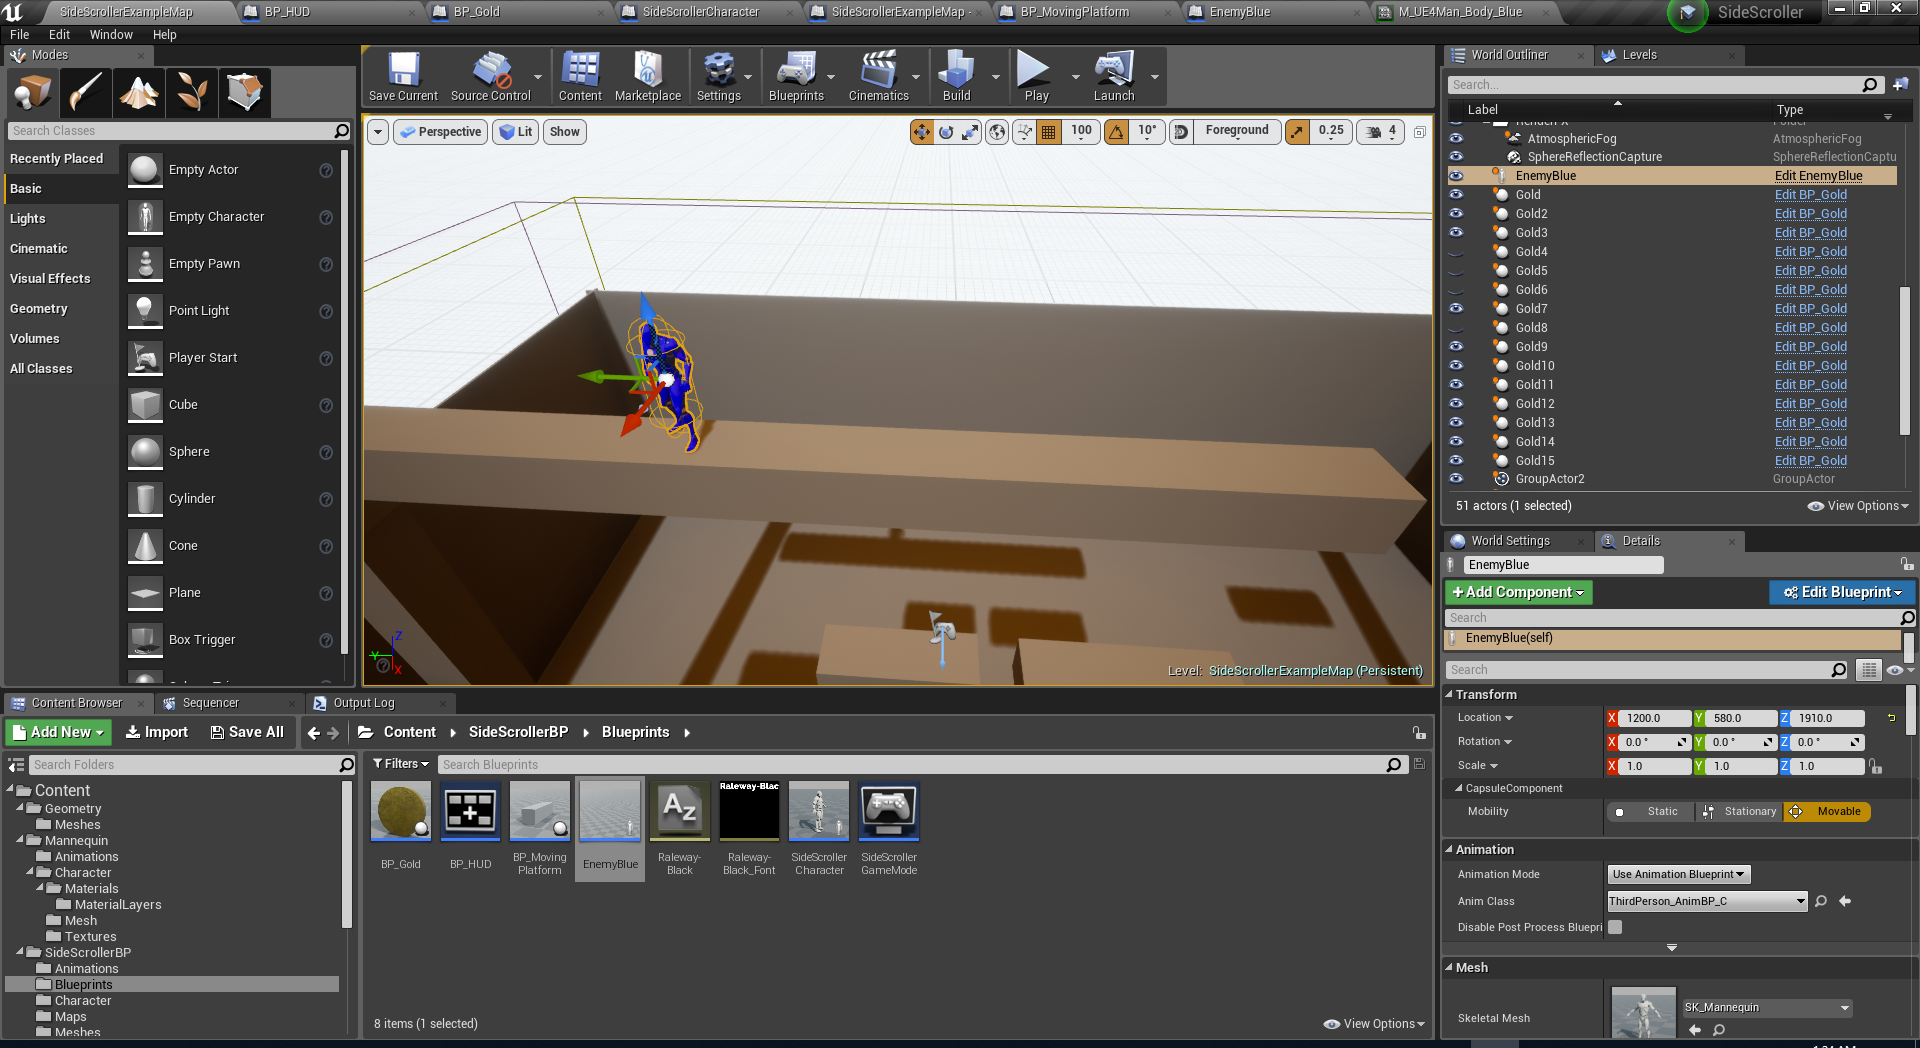 SideScrollerExampleMap
BP_HUD
BP_Gold
SideScrollerCharacter
SideScrollerExampleMap -
BP_MovingPlatform
EnemyBlue
M_UE4Man_Body_Blue
SideScroller
File Edit Window Help
Modes
Search Classes
Recently Placed
Basic
Lights
Cinematic
Visual Effects
Geometry
Volumes
All Classes
Empty Actor
Empty Character
Empty Pawn
Point Light
Player Start
Cube
Sphere
Cylinder
Cone
Plane
Box Trigger
Save Current
Source Control
Content
Marketplace
Settings
Blueprints
Cinematics
Build
Play
Launch
Perspective
Lit
Show
100
10°
Foreground
0.25
4
Z
Y
X
Level: SideScrollerExampleMap (Persistent)
World Outliner
Levels
Search...
Label Type
AtmosphericFog AtmosphericFog
SphereReflectionCapture SphereReflectionCaptu
EnemyBlue Edit EnemyBlue
Gold Edit BP_Gold
Gold2 Edit BP_Gold
Gold3 Edit BP_Gold
Gold4 Edit BP_Gold
Gold5 Edit BP_Gold
Gold6 Edit BP_Gold
Gold7 Edit BP_Gold
Gold8 Edit BP_Gold
Gold9 Edit BP_Gold
Gold10 Edit BP_Gold
Gold11 Edit BP_Gold
Gold12 Edit BP_Gold
Gold13 Edit BP_Gold
Gold14 Edit BP_Gold
Gold15 Edit BP_Gold
GroupActor2 GroupActor
51 actors (1 selected)
View Options
World Settings
Details
EnemyBlue
+Add Component
Edit Blueprint
Search
EnemyBlue(self)
Search
Transform
Location X 1200.0 Y 580.0 Z 1910.0
Rotation X 0.0 ° Y 0.0 ° Z 0.0 °
Scale X 1.0 Y 1.0 Z 1.0
CapsuleComponent
Mobility Static Stationary Movable
Animation
Animation Mode Use Animation Blueprint
Anim Class ThirdPerson_AnimBP_C
Disable Post Process Bluepri
Mesh
Skeletal Mesh SK_Mannequin
Content Browser
Sequencer
Output Log
Add New
Import
Save All
Content
SideScrollerBP
Blueprints
Search Folders
Content
Geometry
Meshes
Mannequin
Animations
Character
Materials
MaterialLayers
Mesh
Textures
SideScrollerBP
Animations
Blueprints
Character
Maps
Meshes
Filters
Search Blueprints
Raleway-Blac
BP_Gold
BP_HUD
BP_Moving
Platform
EnemyBlue
Raleway-
Black
Raleway-
Black_Font
SideScroller
Character
SideScroller
GameMode
8 items (1 selected)
View Options